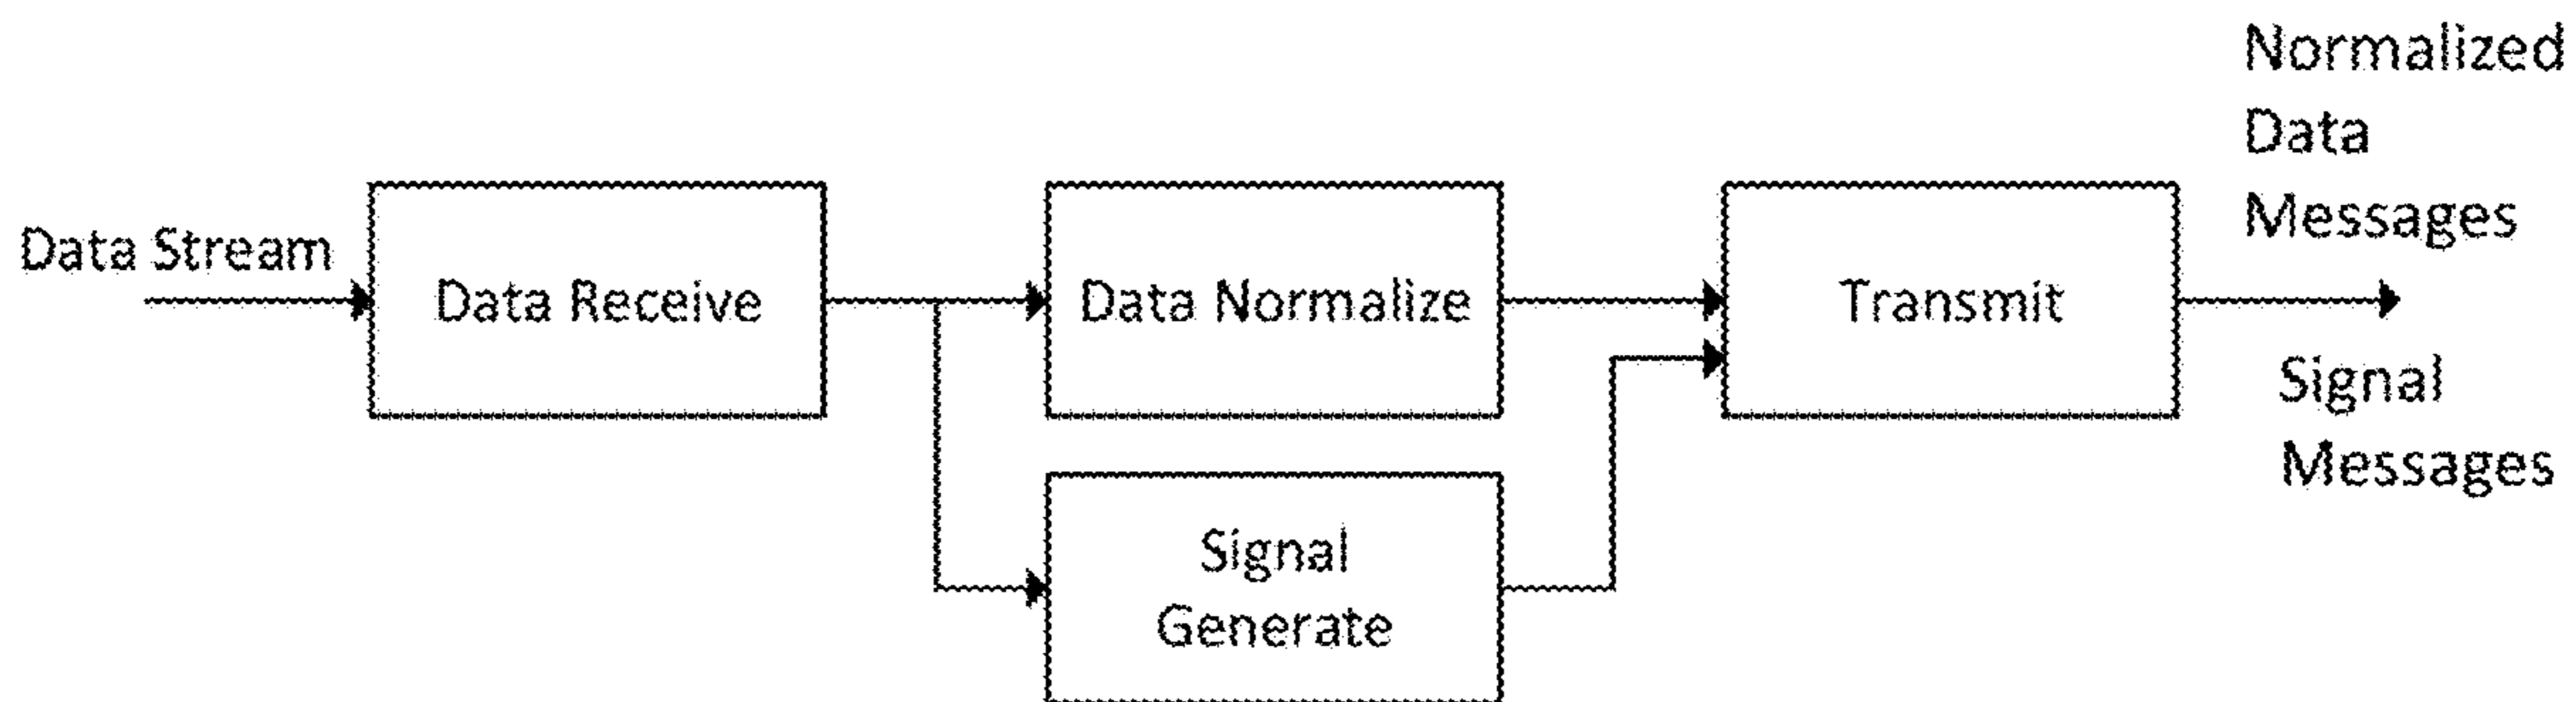 Data Stream
Data Receive
Data Normalize
Signal
Generate
Transmit
Normalized
Data
Messages
Signal
Messages